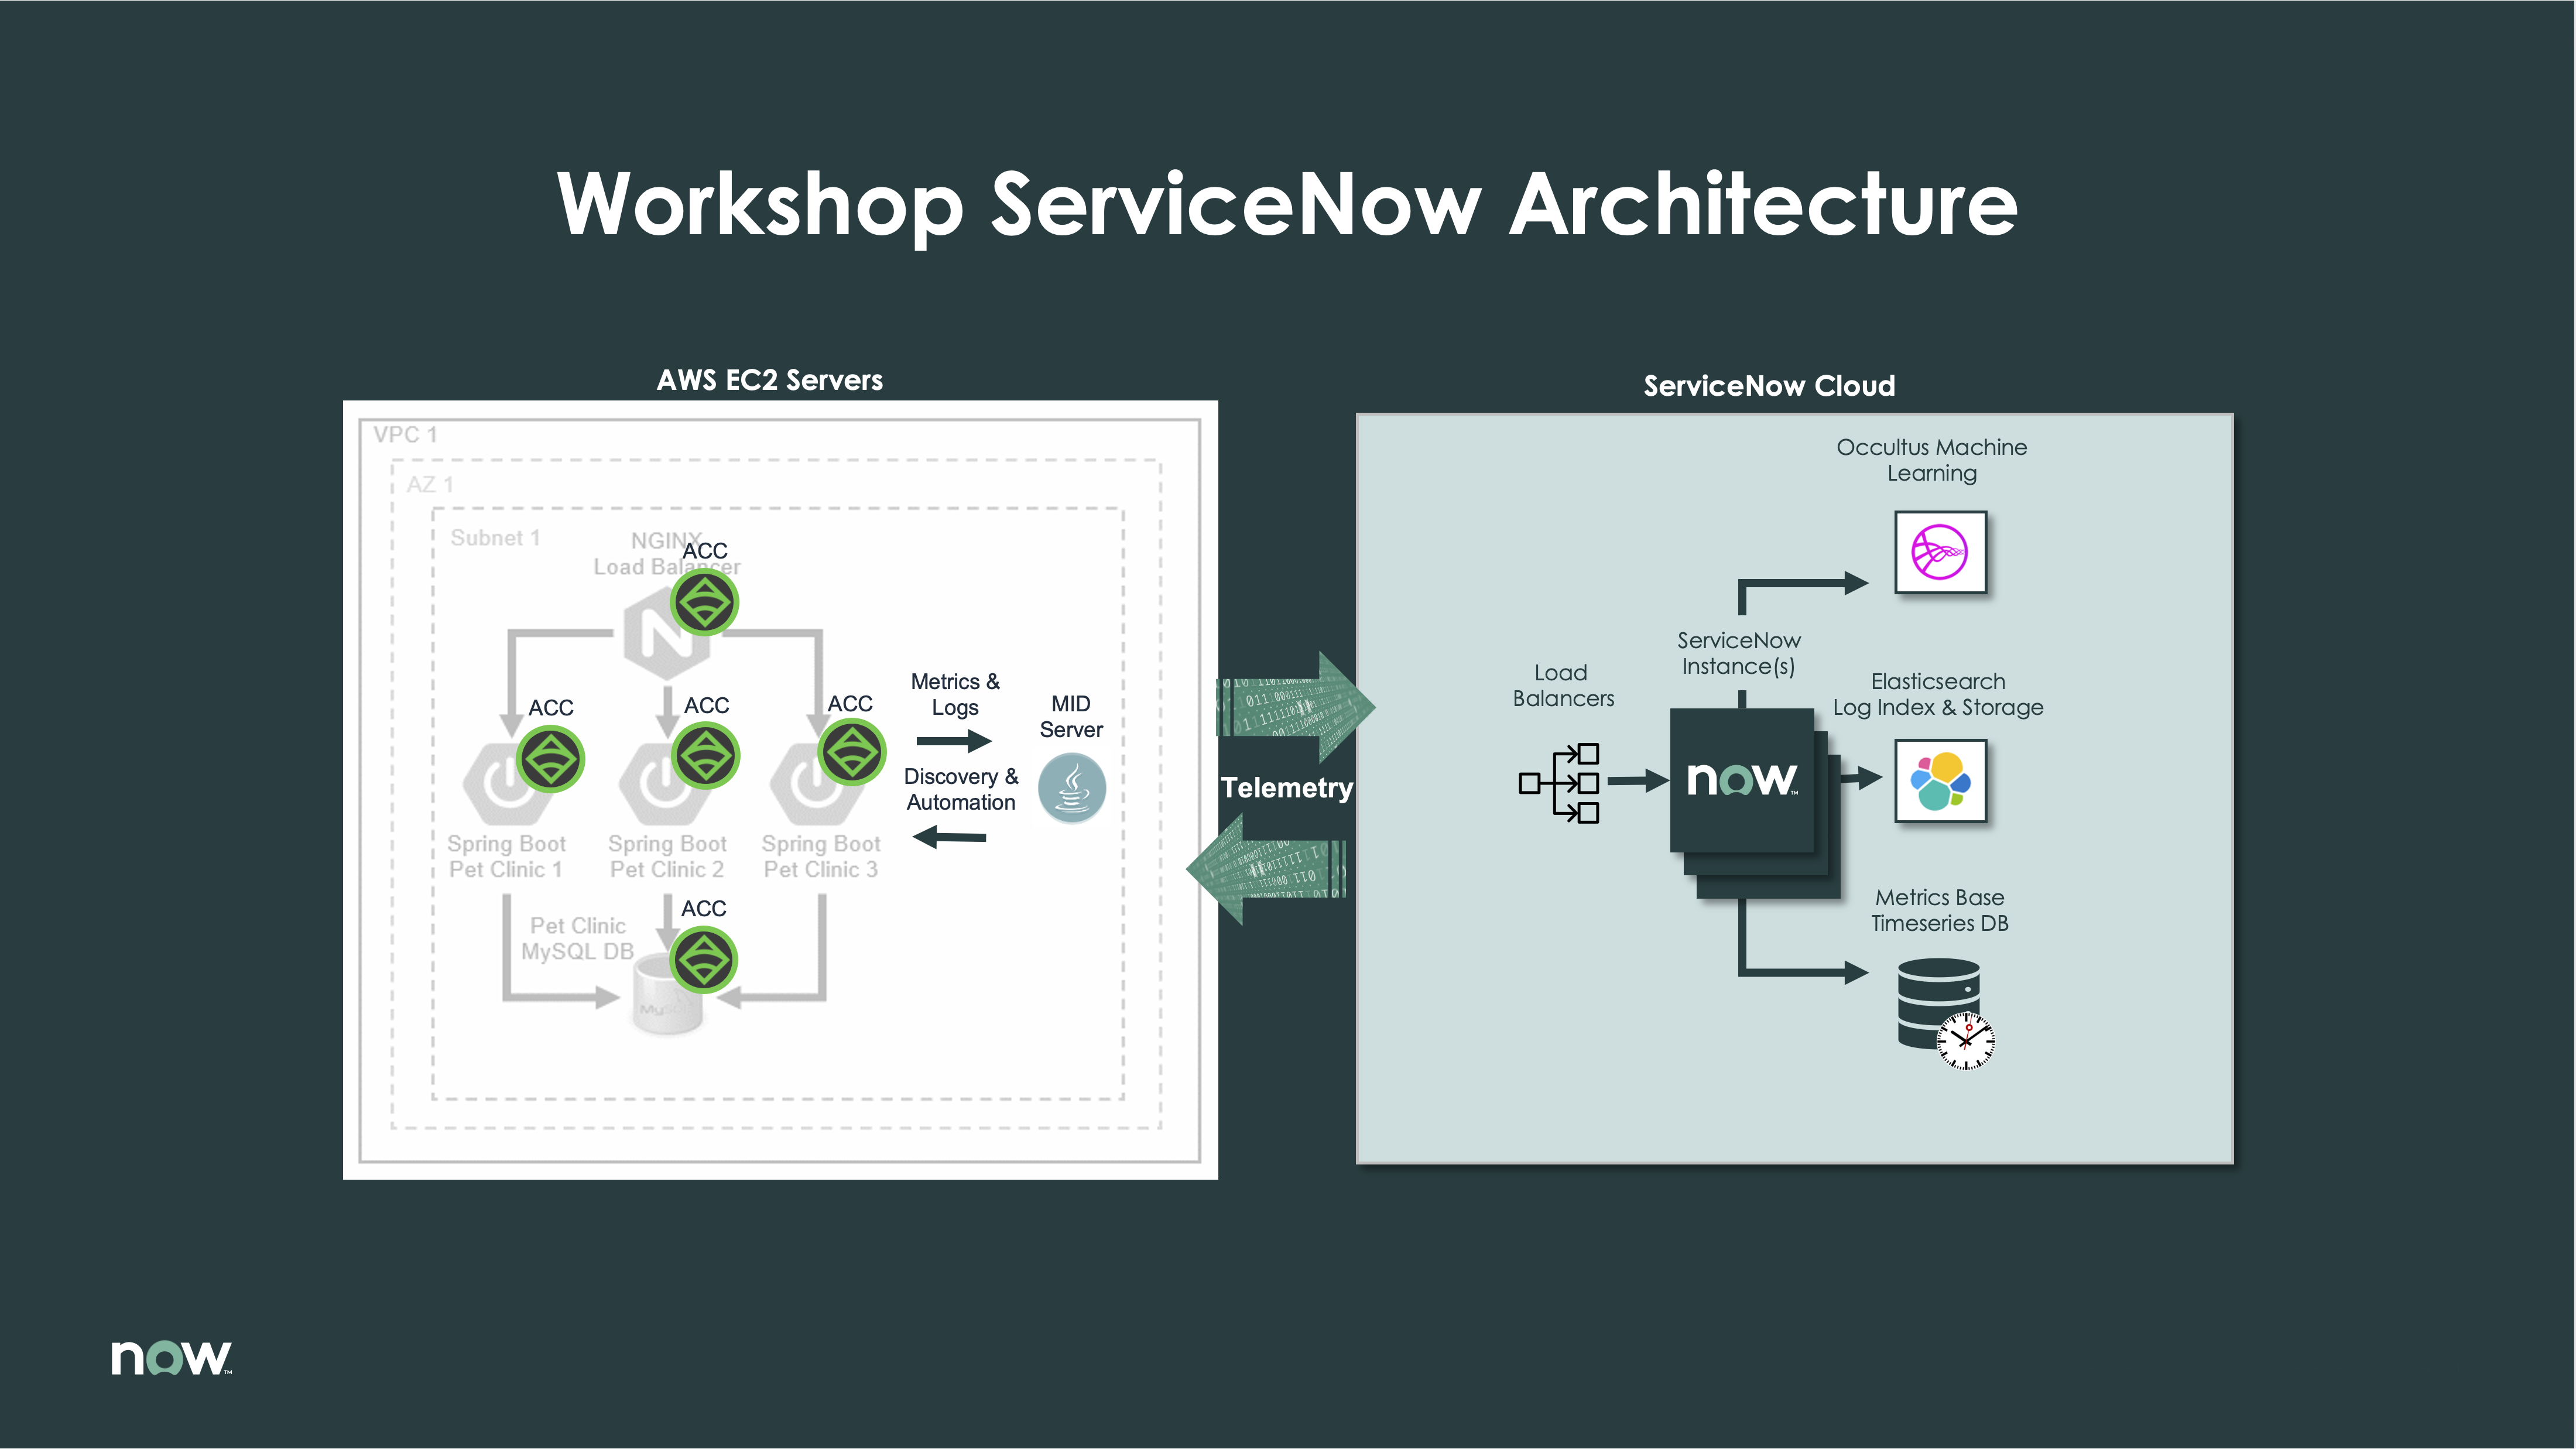 Workshop ServiceNow Architecture
AWS EC2 Servers
VPC 1
AZ 1
Subnet 1
NGINX
Load Balancer
ACC
ACC
ACC
ACC
Spring Boot
Pet Clinic 1
Spring Boot
Pet Clinic 2
Spring Boot
Pet Clinic 3
Metrics &
Logs
Discovery &
Automation
MID
Server
Pet Clinic
MySQL DB
ACC
Telemetry
ServiceNow Cloud
Occultus Machine
Learning
ServiceNow
Instance(s)
Load
Balancers
now
Elasticsearch
Log Index & Storage
Metrics Base
Timeseries DB
now